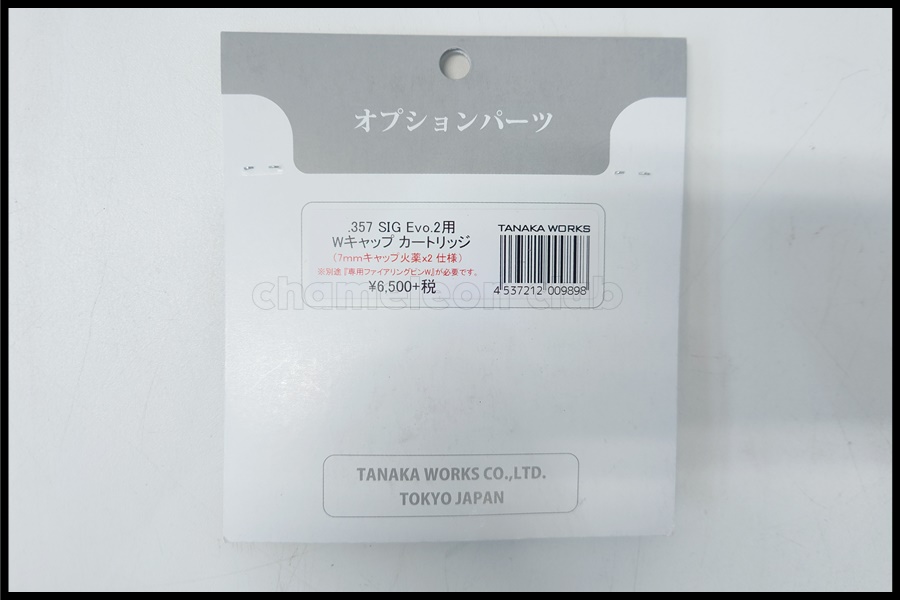 オプションパーツ
.357 SIG Evo.2用
Wキャップ カートリッジ
(7mmキャップ火薬x2 仕様)
※別途『専用ファイアリングピンW』が必要です。
¥6,500+税
TANAKA WORKS
4 537212 009898
chameleon club
TANAKA WORKS CO.,LTD.
TOKYO JAPAN